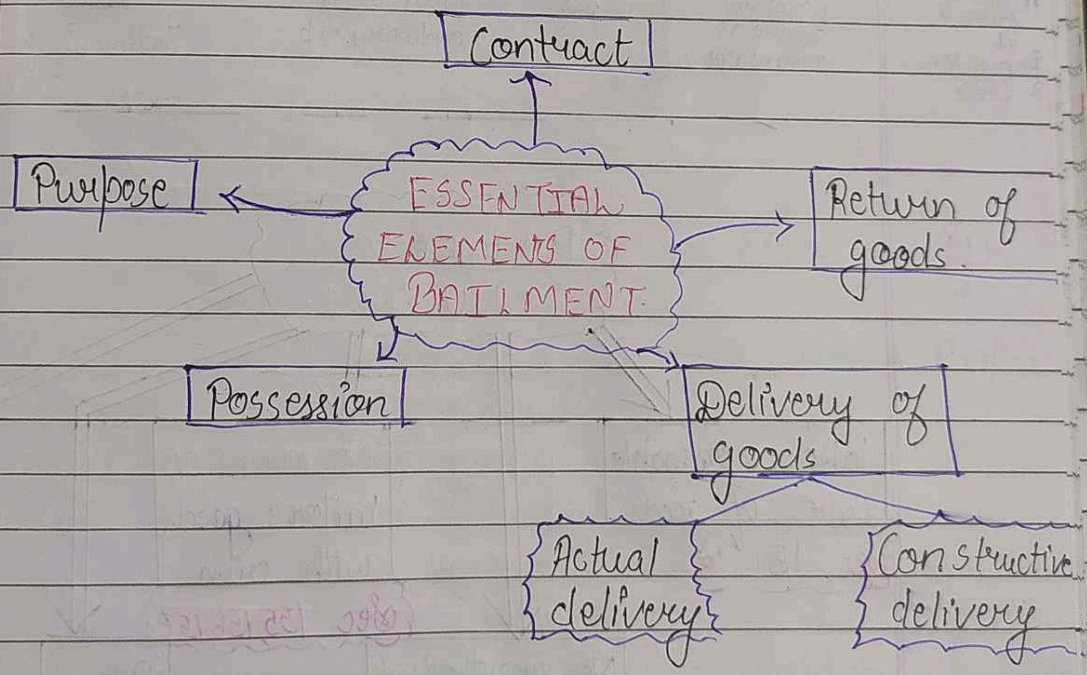 Contract
Purpose
ESSENTIAL
ELEMENTS OF
BAILMENT.
Return of
goods.
Possession
Delivery of
goods
Actual
delivery
Constructive
delivery